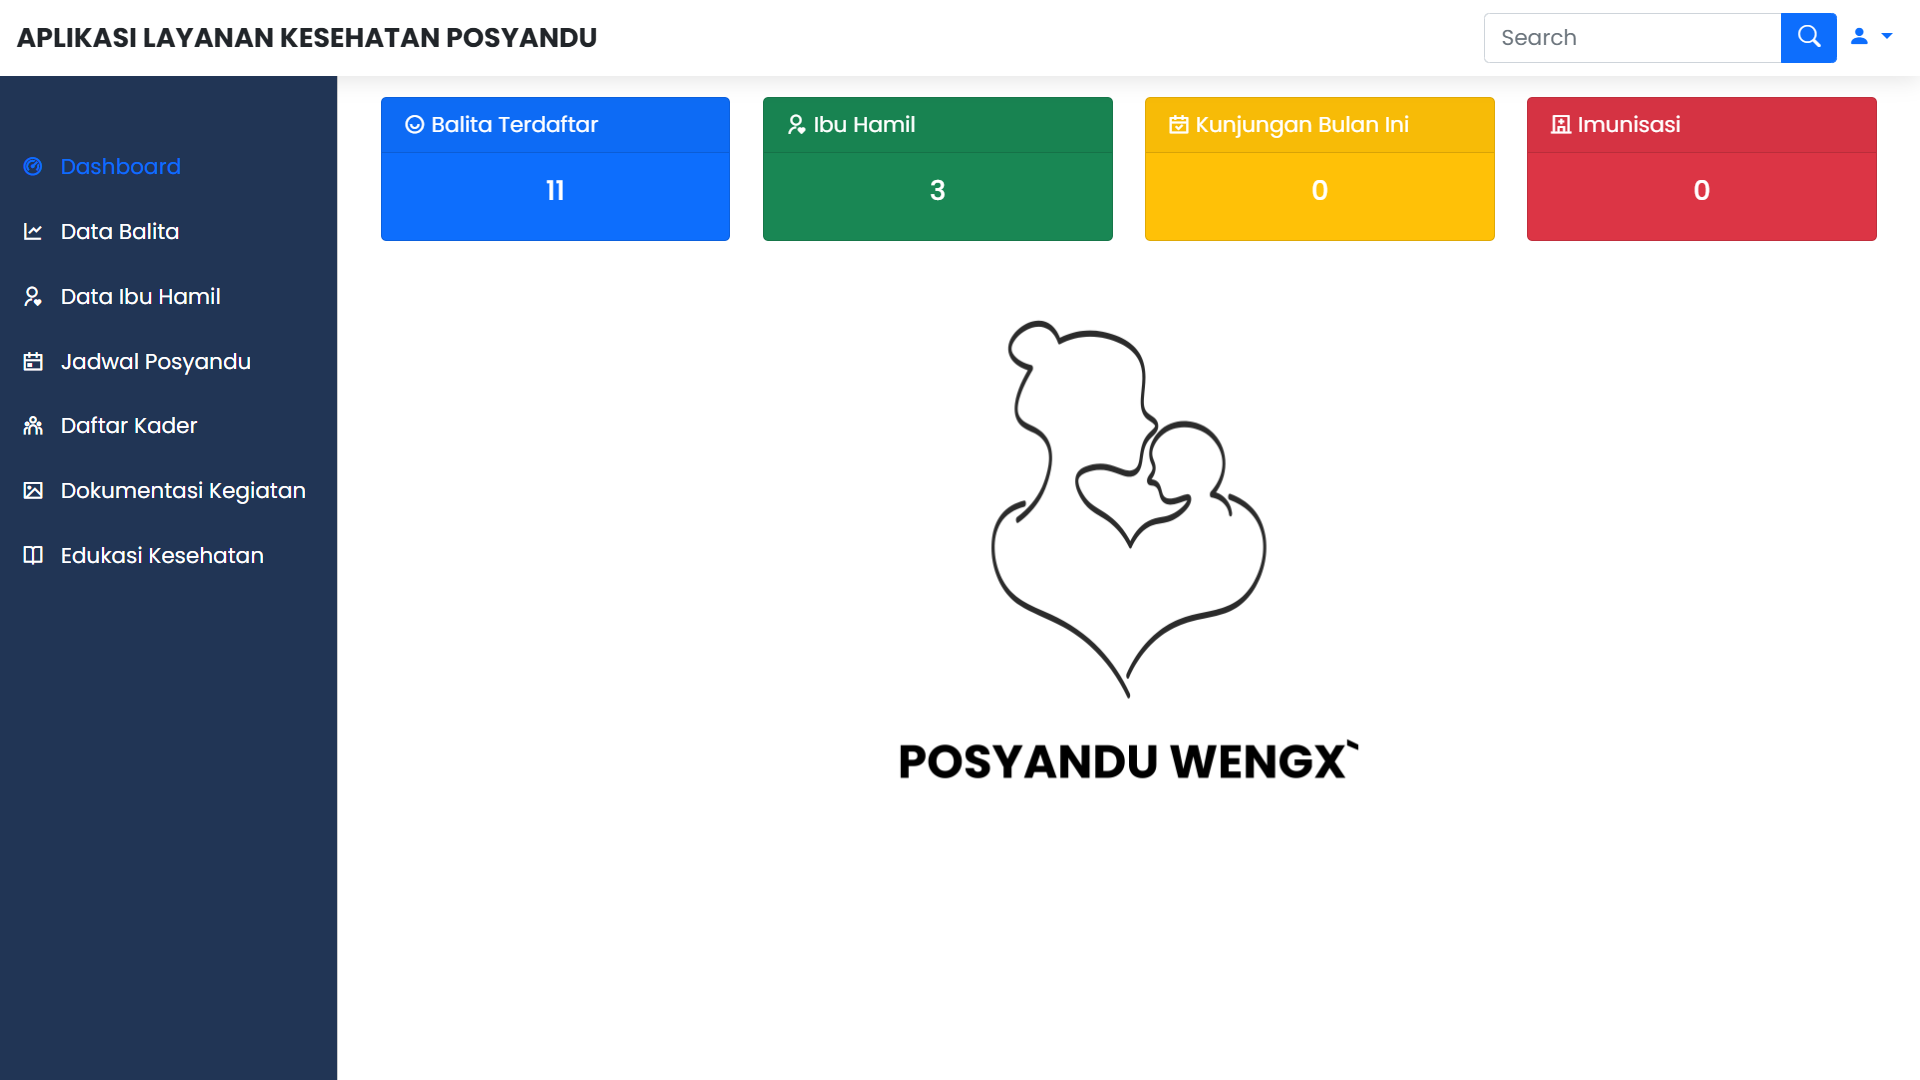 APLIKASI LAYANAN KESEHATAN POSYANDU
Search
Dashboard
Data Balita
Data Ibu Hamil
Jadwal Posyandu
Daftar Kader
Dokumentasi Kegiatan
Edukasi Kesehatan
Balita Terdaftar
11
Ibu Hamil
3
Kunjungan Bulan Ini
0
Imunisasi
0
POSYANDU WENGX`